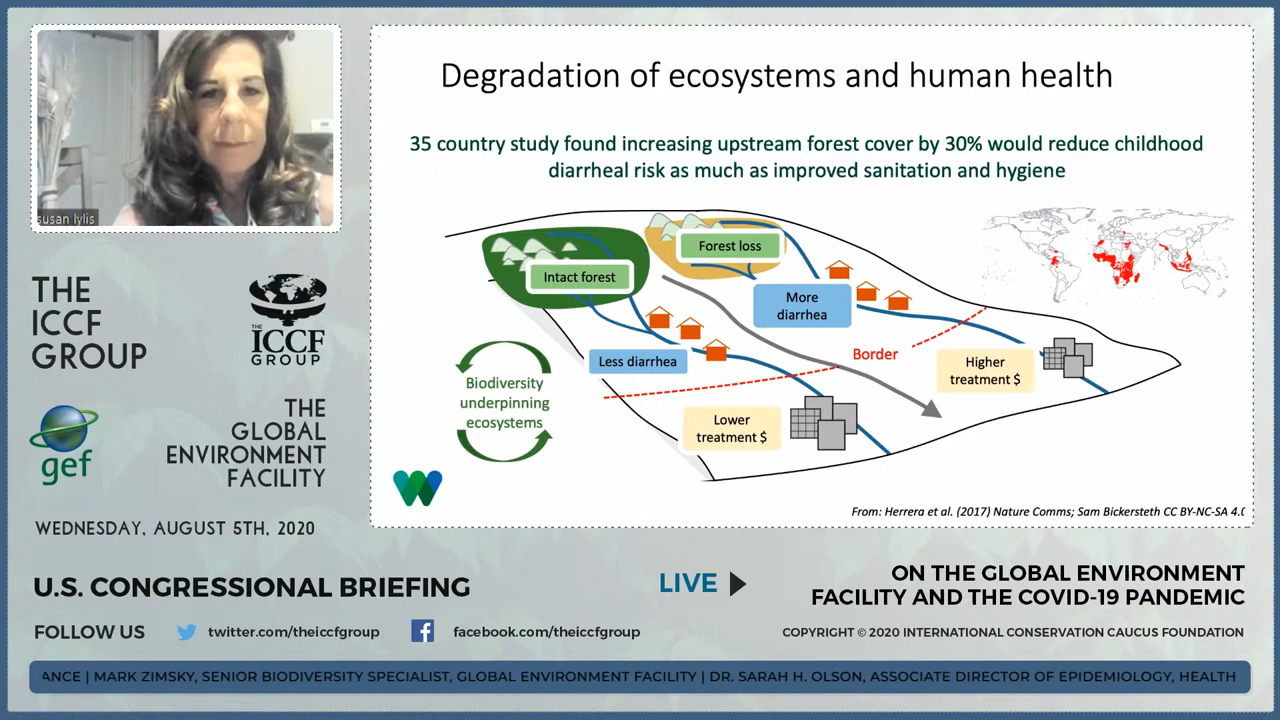 susan lylis
THE
ICCF
GROUP
THE
ICCF
GROUP
gef
THE
GLOBAL
ENVIRONMENT
FACILITY
WEDNESDAY, AUGUST 5TH, 2020
Degradation of ecosystems and human health
35 country study found increasing upstream forest cover by 30% would reduce childhood
diarrheal risk as much as improved sanitation and hygiene
Intact forest
Forest loss
More
diarrhea
Less diarrhea
Border
Higher
treatment $
Biodiversity
underpinning
ecosystems
Lower
treatment $
From: Herrera et al. (2017) Nature Comms; Sam Bickersteth CC BY-NC-SA 4.0
U.S. CONGRESSIONAL BRIEFING
LIVE
ON THE GLOBAL ENVIRONMENT
FACILITY AND THE COVID-19 PANDEMIC
FOLLOW US
twitter.com/theiccfgroup
facebook.com/theiccfgroup
COPYRIGHT © 2020 INTERNATIONAL CONSERVATION CAUCUS FOUNDATION
ANCE | MARK ZIMSKY, SENIOR BIODIVERSITY SPECIALIST, GLOBAL ENVIRONMENT FACILITY | DR. SARAH H. OLSON, ASSOCIATE DIRECTOR OF EPIDEMIOLOGY, HEALTH